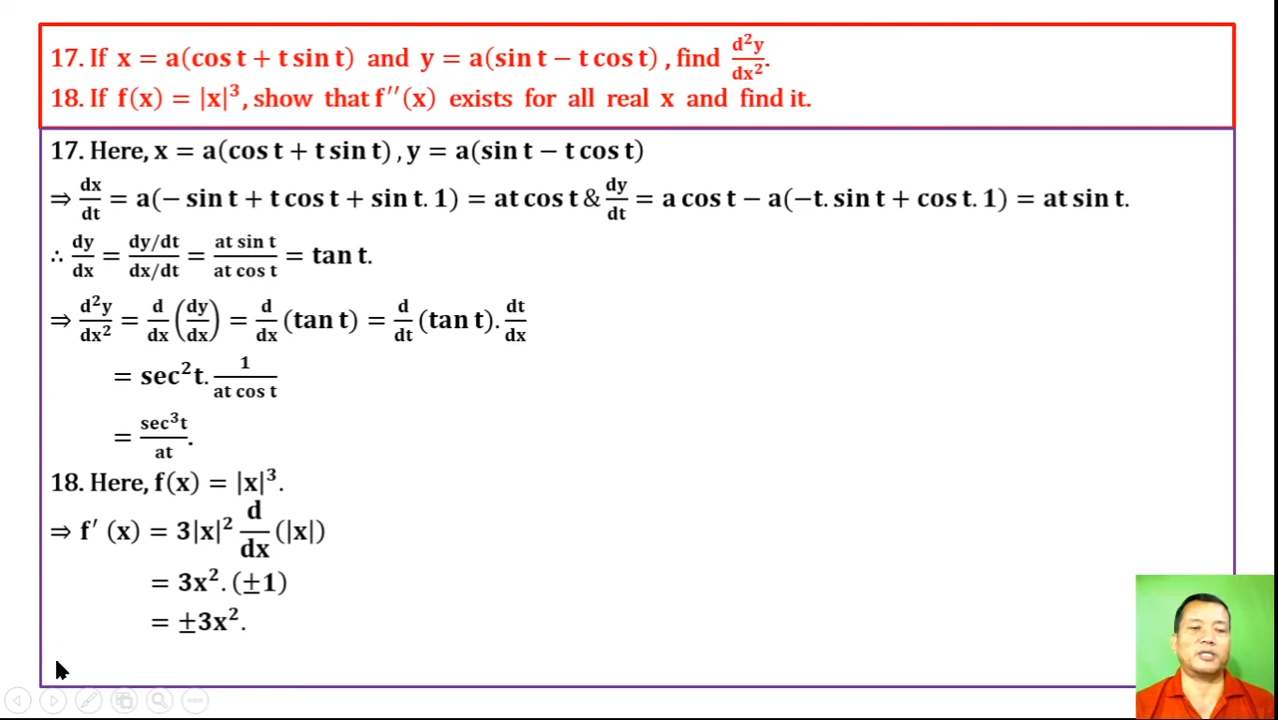 17. If x = a(cos t + t sin t) and y = a(sin t − t cos t) , find d²y/dx².
18. If f(x) = |x|³, show that f′′(x) exists for all real x and find it.
17. Here, x = a(cos t + t sin t) , y = a(sin t − t cos t)
⇒ dx/dt = a(− sin t + t cos t + sin t. 1) = at cos t & dy/dt = a cos t − a(−t. sin t + cos t. 1) = at sin t.
∴ dy/dx = (dy/dt)/(dx/dt) = (at sin t)/(at cos t) = tan t.
⇒ d²y/dx² = d/dx (dy/dx) = d/dx (tan t) = d/dt (tan t). dt/dx
= sec²t. 1/(at cos t)
= sec³t/at.
18. Here, f(x) = |x|³.
⇒ f′ (x) = 3|x|² d/dx (|x|)
= 3x². (±1)
= ±3x².